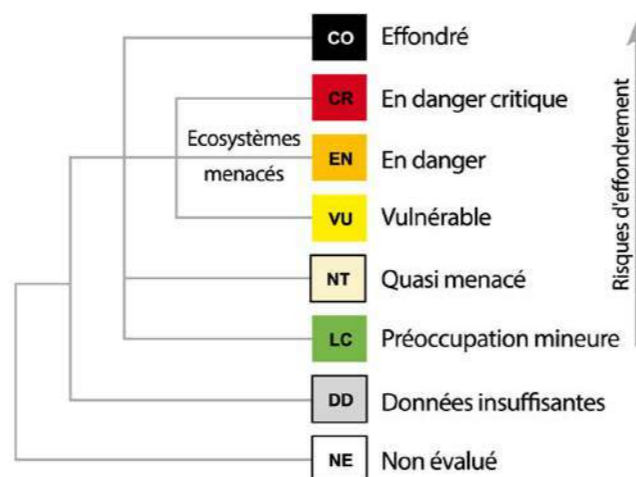 CO Effondré
CR En danger critique
Ecosystèmes
menacés
EN En danger
VU Vulnérable
NT Quasi menacé
LC Préoccupation mineure
DD Données insuffisantes
NE Non évalué
Risques d'effondrement